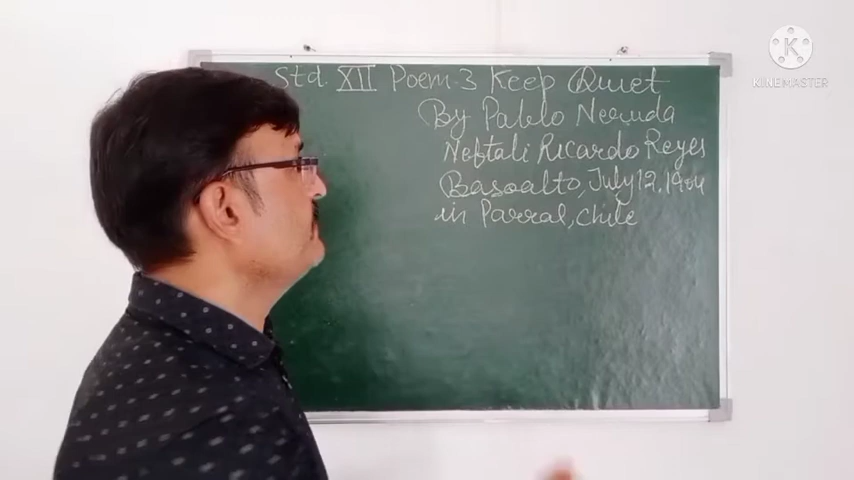 Std. XII Poem-3 Keep Quiet
By Pablo Neruda
Neftali Ricardo Reyes
Basoalto, July 12, 1904
in Parral, Chile
KINEMASTER